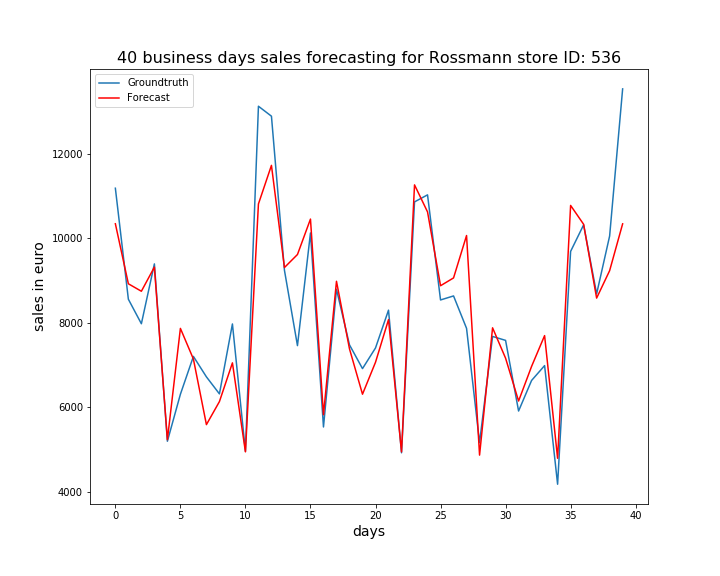 40 business days sales forecasting for Rossmann store ID: 536
Groundtruth
Forecast
12000
10000
8000
6000
4000
sales in euro
0 5 10 15 20 25 30 35 40
days